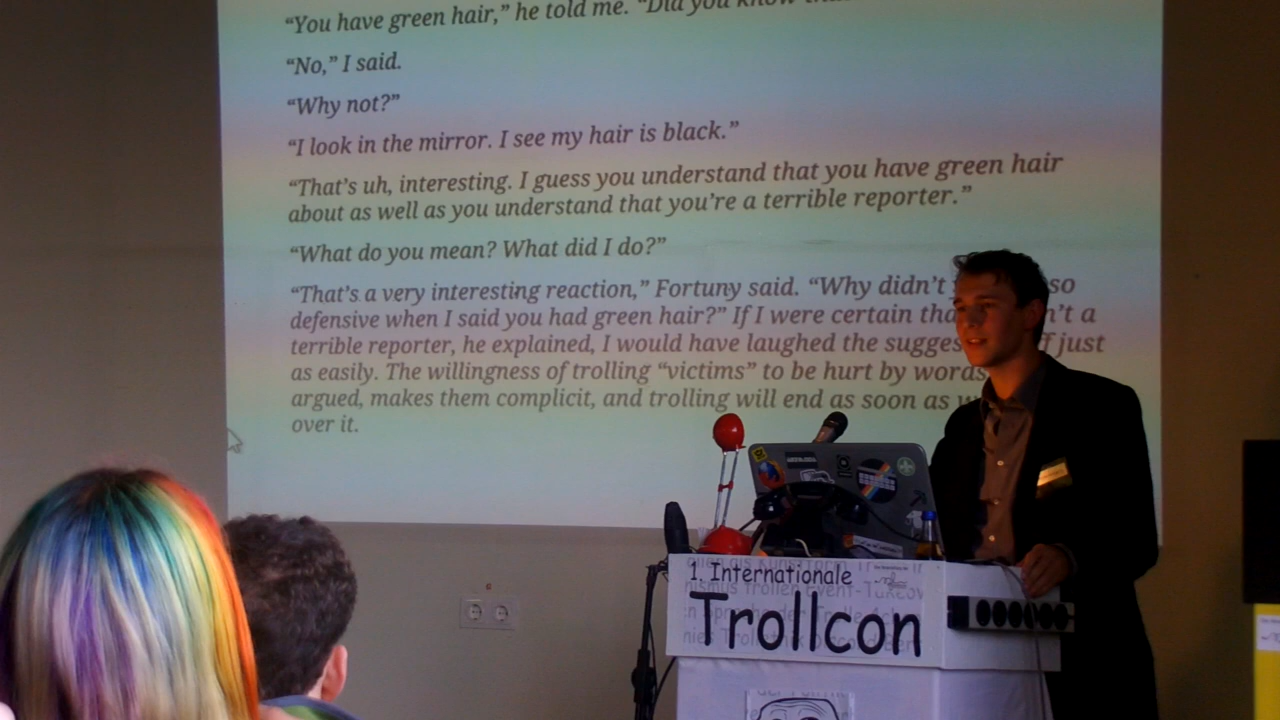 “You have green hair,” he told me. “Did you know
“No,” I said.
“Why not?”
“I look in the mirror. I see my hair is black.”
“That’s uh, interesting. I guess you understand that you have green hair
about as well as you understand that you’re a terrible reporter.”
“What do you mean? What did I do?”
“That’s a very interesting reaction,” Fortuny said. “Why didn’t so
defensive when I said you had green hair?” If I were certain a
terrible reporter, he explained, I would have laughed the just
as easily. The willingness of trolling “victims” to be hurt by words
argued, makes them complicit, and trolling will end as soon as
over it.
1. Internationale
Trollcon